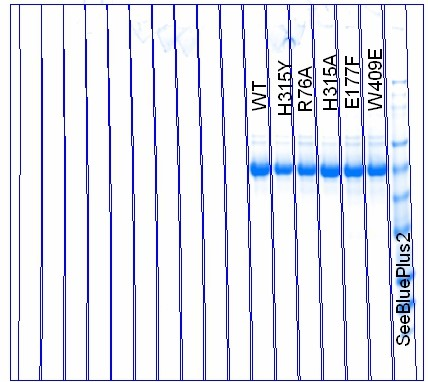 WT
H315Y
R76A
H315A
E177F
W409E
SeeBluePlus2